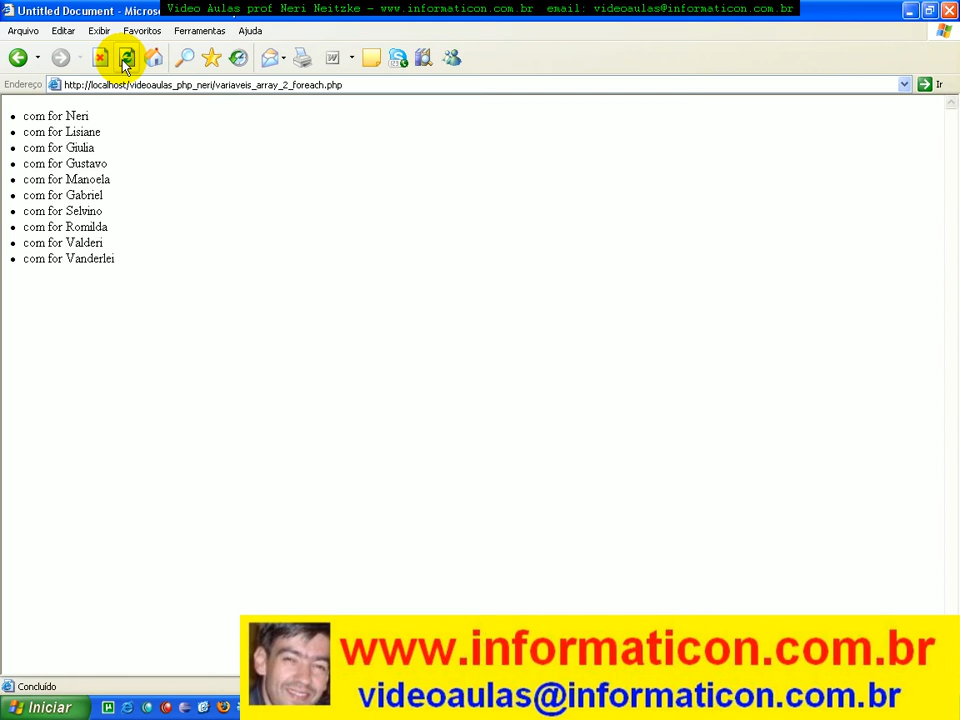 Untitled Document - Microso
Video Aulas prof Neri Neitzke - www.informaticon.com.br email: videoaulas@informaticon.com.br
Arquivo Editar Exibir Favoritos Ferramentas Ajuda
Endereço http://localhost/videoaulas_php_neri/variaveis_array_2_foreach.php Ir
com for Neri
com for Lisiane
com for Giulia
com for Gustavo
com for Manoela
com for Gabriel
com for Selvino
com for Romilda
com for Valderi
com for Vanderlei
www.informaticon.com.br
videoaulas@informaticon.com.br
Concluído
Iniciar